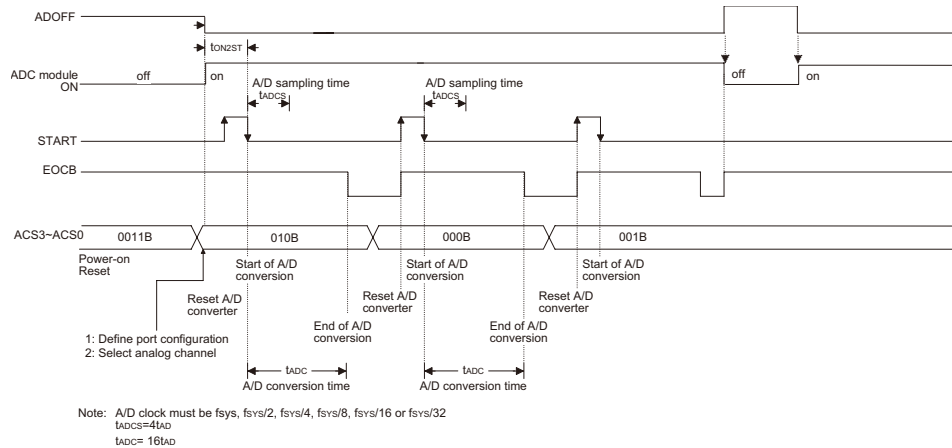 ADOFF
tON2ST
ADC module
ON
off
on
off
on
A/D sampling time
tADCS
A/D sampling time
tADCS
START
EOCB
ACS3~ACS0
0011B
010B
000B
001B
Power-on
Reset
Start of A/D
conversion
Start of A/D
conversion
Start of A/D
conversion
Reset A/D
converter
Reset A/D
converter
Reset A/D
converter
End of A/D
conversion
End of A/D
conversion
1: Define port configuration
2: Select analog channel
tADC
A/D conversion time
tADC
A/D conversion time
Note: A/D clock must be fsys, fSYS/2, fSYS/4, fSYS/8, fSYS/16 or fSYS/32
tADCS=4tAD
tADC= 16tAD